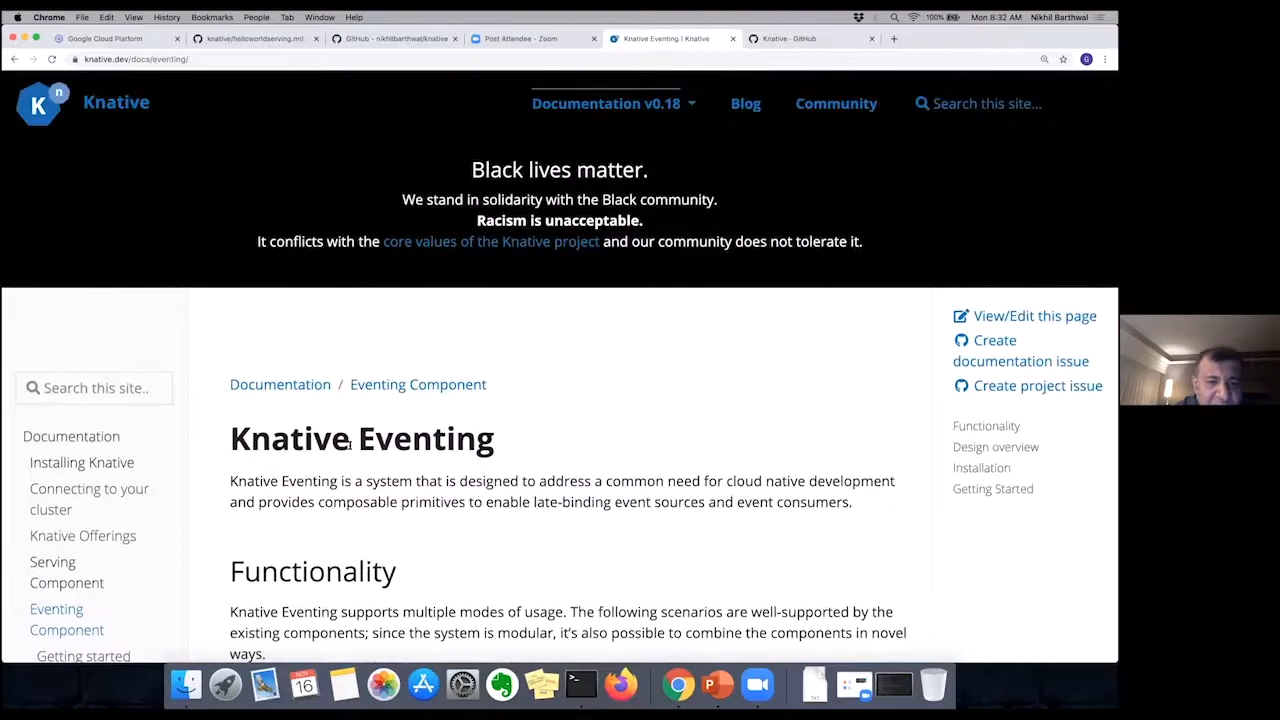 Chrome File Edit View History Bookmarks People Tab Window Help 100% Mon 8:32 AM Nikhil Barthwal
Google Cloud Platform knative/helloworldserving.md GitHub - nikhilbarthwal/knative Post Attendee - Zoom Knative Eventing | Knative Knative · GitHub
knative.dev/docs/eventing/ G
K n Knative Documentation v0.18 Blog Community Search this site...
Black lives matter.
We stand in solidarity with the Black community.
Racism is unacceptable.
It conflicts with the core values of the Knative project and our community does not tolerate it.
View/Edit this page
Create
documentation issue
Create project issue
Functionality
Design overview
Installation
Getting Started
Search this site..
Documentation
Installing Knative
Connecting to your
cluster
Knative Offerings
Serving
Component
Eventing
Component
Getting started
Documentation / Eventing Component
Knative Eventing
Knative Eventing is a system that is designed to address a common need for cloud native development
and provides composable primitives to enable late-binding event sources and event consumers.
Functionality
Knative Eventing supports multiple modes of usage. The following scenarios are well-supported by the
existing components; since the system is modular, it's also possible to combine the components in novel
ways.
NOV
16